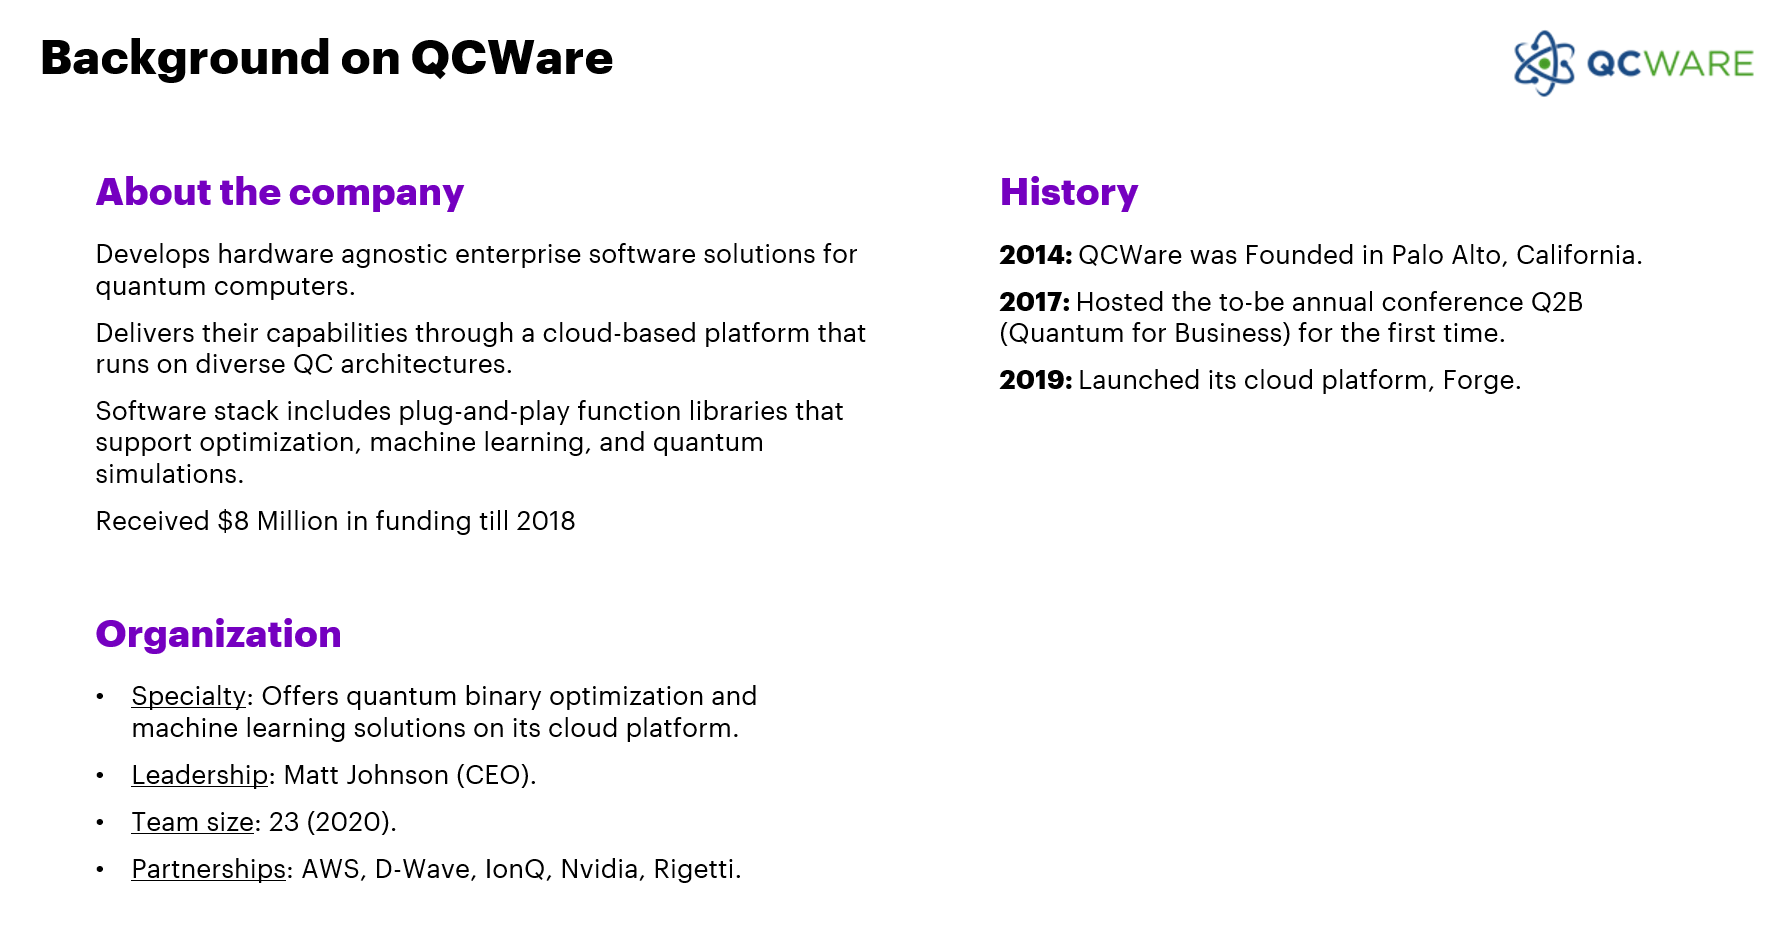 Background on QCWare
QCWARE
About the company
Develops hardware agnostic enterprise software solutions for
quantum computers.
Delivers their capabilities through a cloud-based platform that
runs on diverse QC architectures.
Software stack includes plug-and-play function libraries that
support optimization, machine learning, and quantum
simulations.
Received $8 Million in funding till 2018
Organization
• Specialty: Offers quantum binary optimization and
machine learning solutions on its cloud platform.
• Leadership: Matt Johnson (CEO).
• Team size: 23 (2020).
• Partnerships: AWS, D-Wave, IonQ, Nvidia, Rigetti.
History
2014: QCWare was Founded in Palo Alto, California.
2017: Hosted the to-be annual conference Q2B
(Quantum for Business) for the first time.
2019: Launched its cloud platform, Forge.